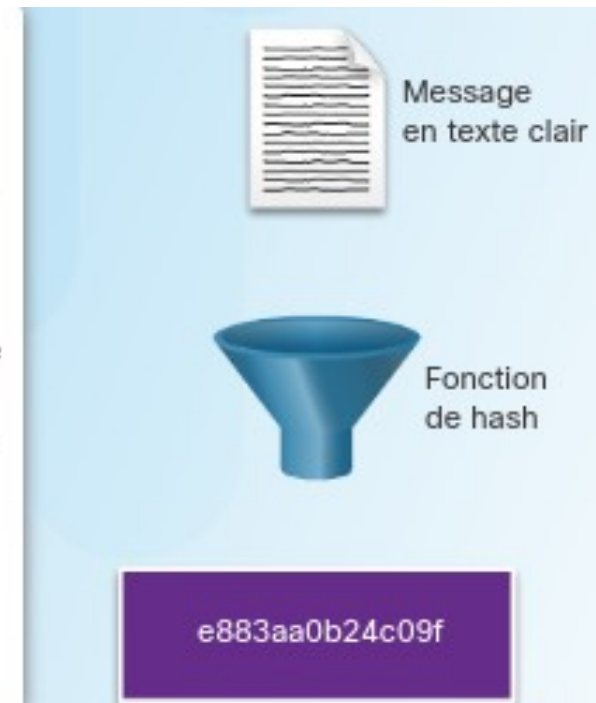 Message
en texte clair
Fonction
de hash
e883aa0b24c09f